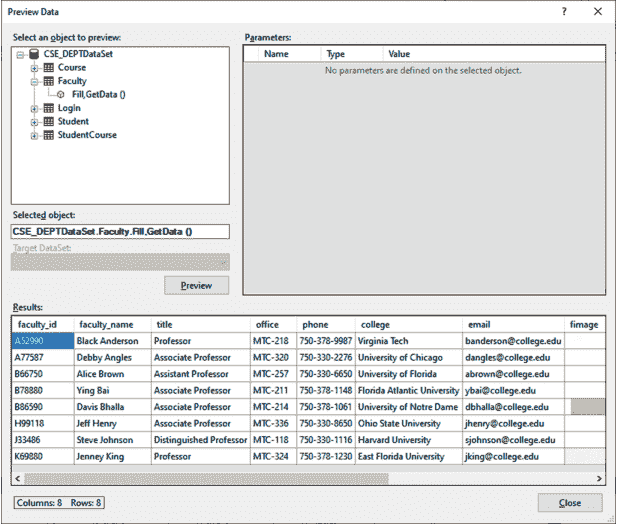 Preview Data ? ×
Select an object to preview:
CSE_DEPTDataSet
Course
Faculty
Fill,GetData ()
Login
Student
StudentCourse
Selected object:
CSE_DEPTDataSet.Faculty.Fill,GetData ()
Target DataSet:
Preview
Parameters:
Name Type Value
No parameters are defined on the selected object.
Results:
faculty_id faculty_name title office phone college email fimage
A52990 Black Anderson Professor MTC-218 750-378-9987 Virginia Tech banderson@college.edu
A77587 Debby Angles Associate Professor MTC-320 750-330-2276 University of Chicago dangles@college.edu
B66750 Alice Brown Assistant Professor MTC-257 750-330-6650 University of Florida abrown@college.edu
B78880 Ying Bai Associate Professor MTC-211 750-378-1148 Florida Atlantic University ybai@college.edu
B86590 Davis Bhalla Associate Professor MTC-214 750-378-1061 University of Notre Dame dbhalla@college.edu
H99118 Jeff Henry Associate Professor MTC-336 750-330-8650 Ohio State University jhenry@college.edu
J33486 Steve Johnson Distinguished Professor MTC-118 750-330-1116 Harvard University sjohnson@college.edu
K69880 Jenney King Professor MTC-324 750-378-1230 East Florida University jking@college.edu
Columns: 8 Rows: 8
Close